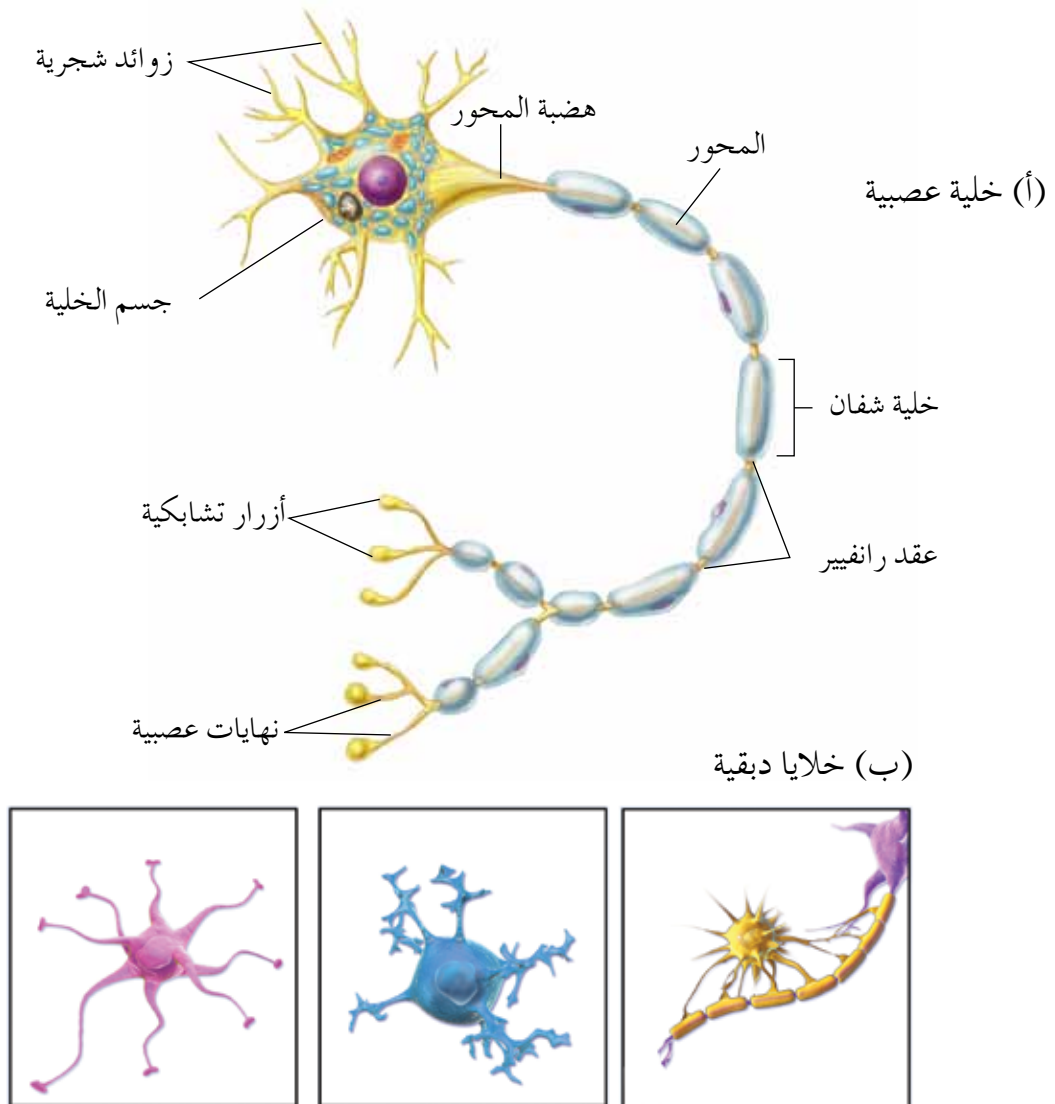 زوائد شجرية
هضبة المحور
المحور
(أ) خلية عصبية
جسم الخلية
خلية شفان
أزرار تشابكية
عقد رانفيير
نهايات عصبية
(ب) خلايا دبقية